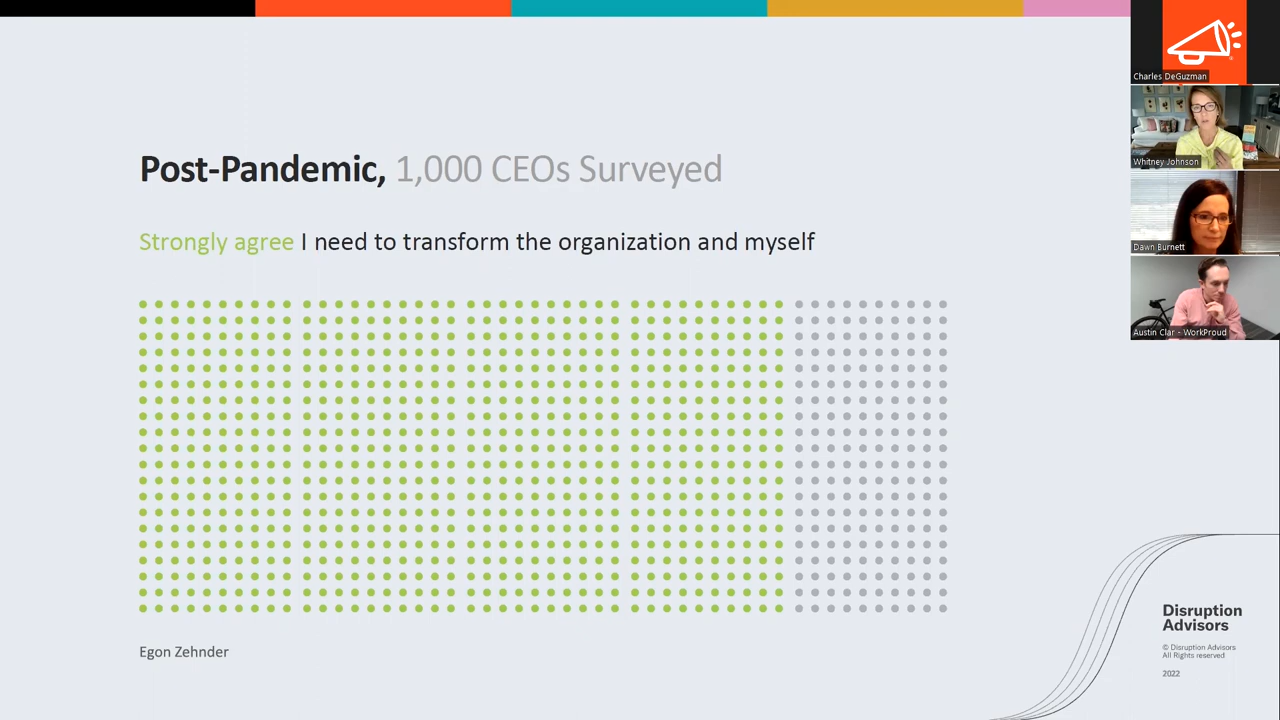 Post-Pandemic, 1,000 CEOs Surveyed
Strongly agree I need to transform the organization and myself
Egon Zehnder
Charles DeGuzman
Whitney Johnson
Dawn Burnett
Austin Clar - WorkProud
Disruption
Advisors
© Disruption Advisors
All Rights reserved
2022